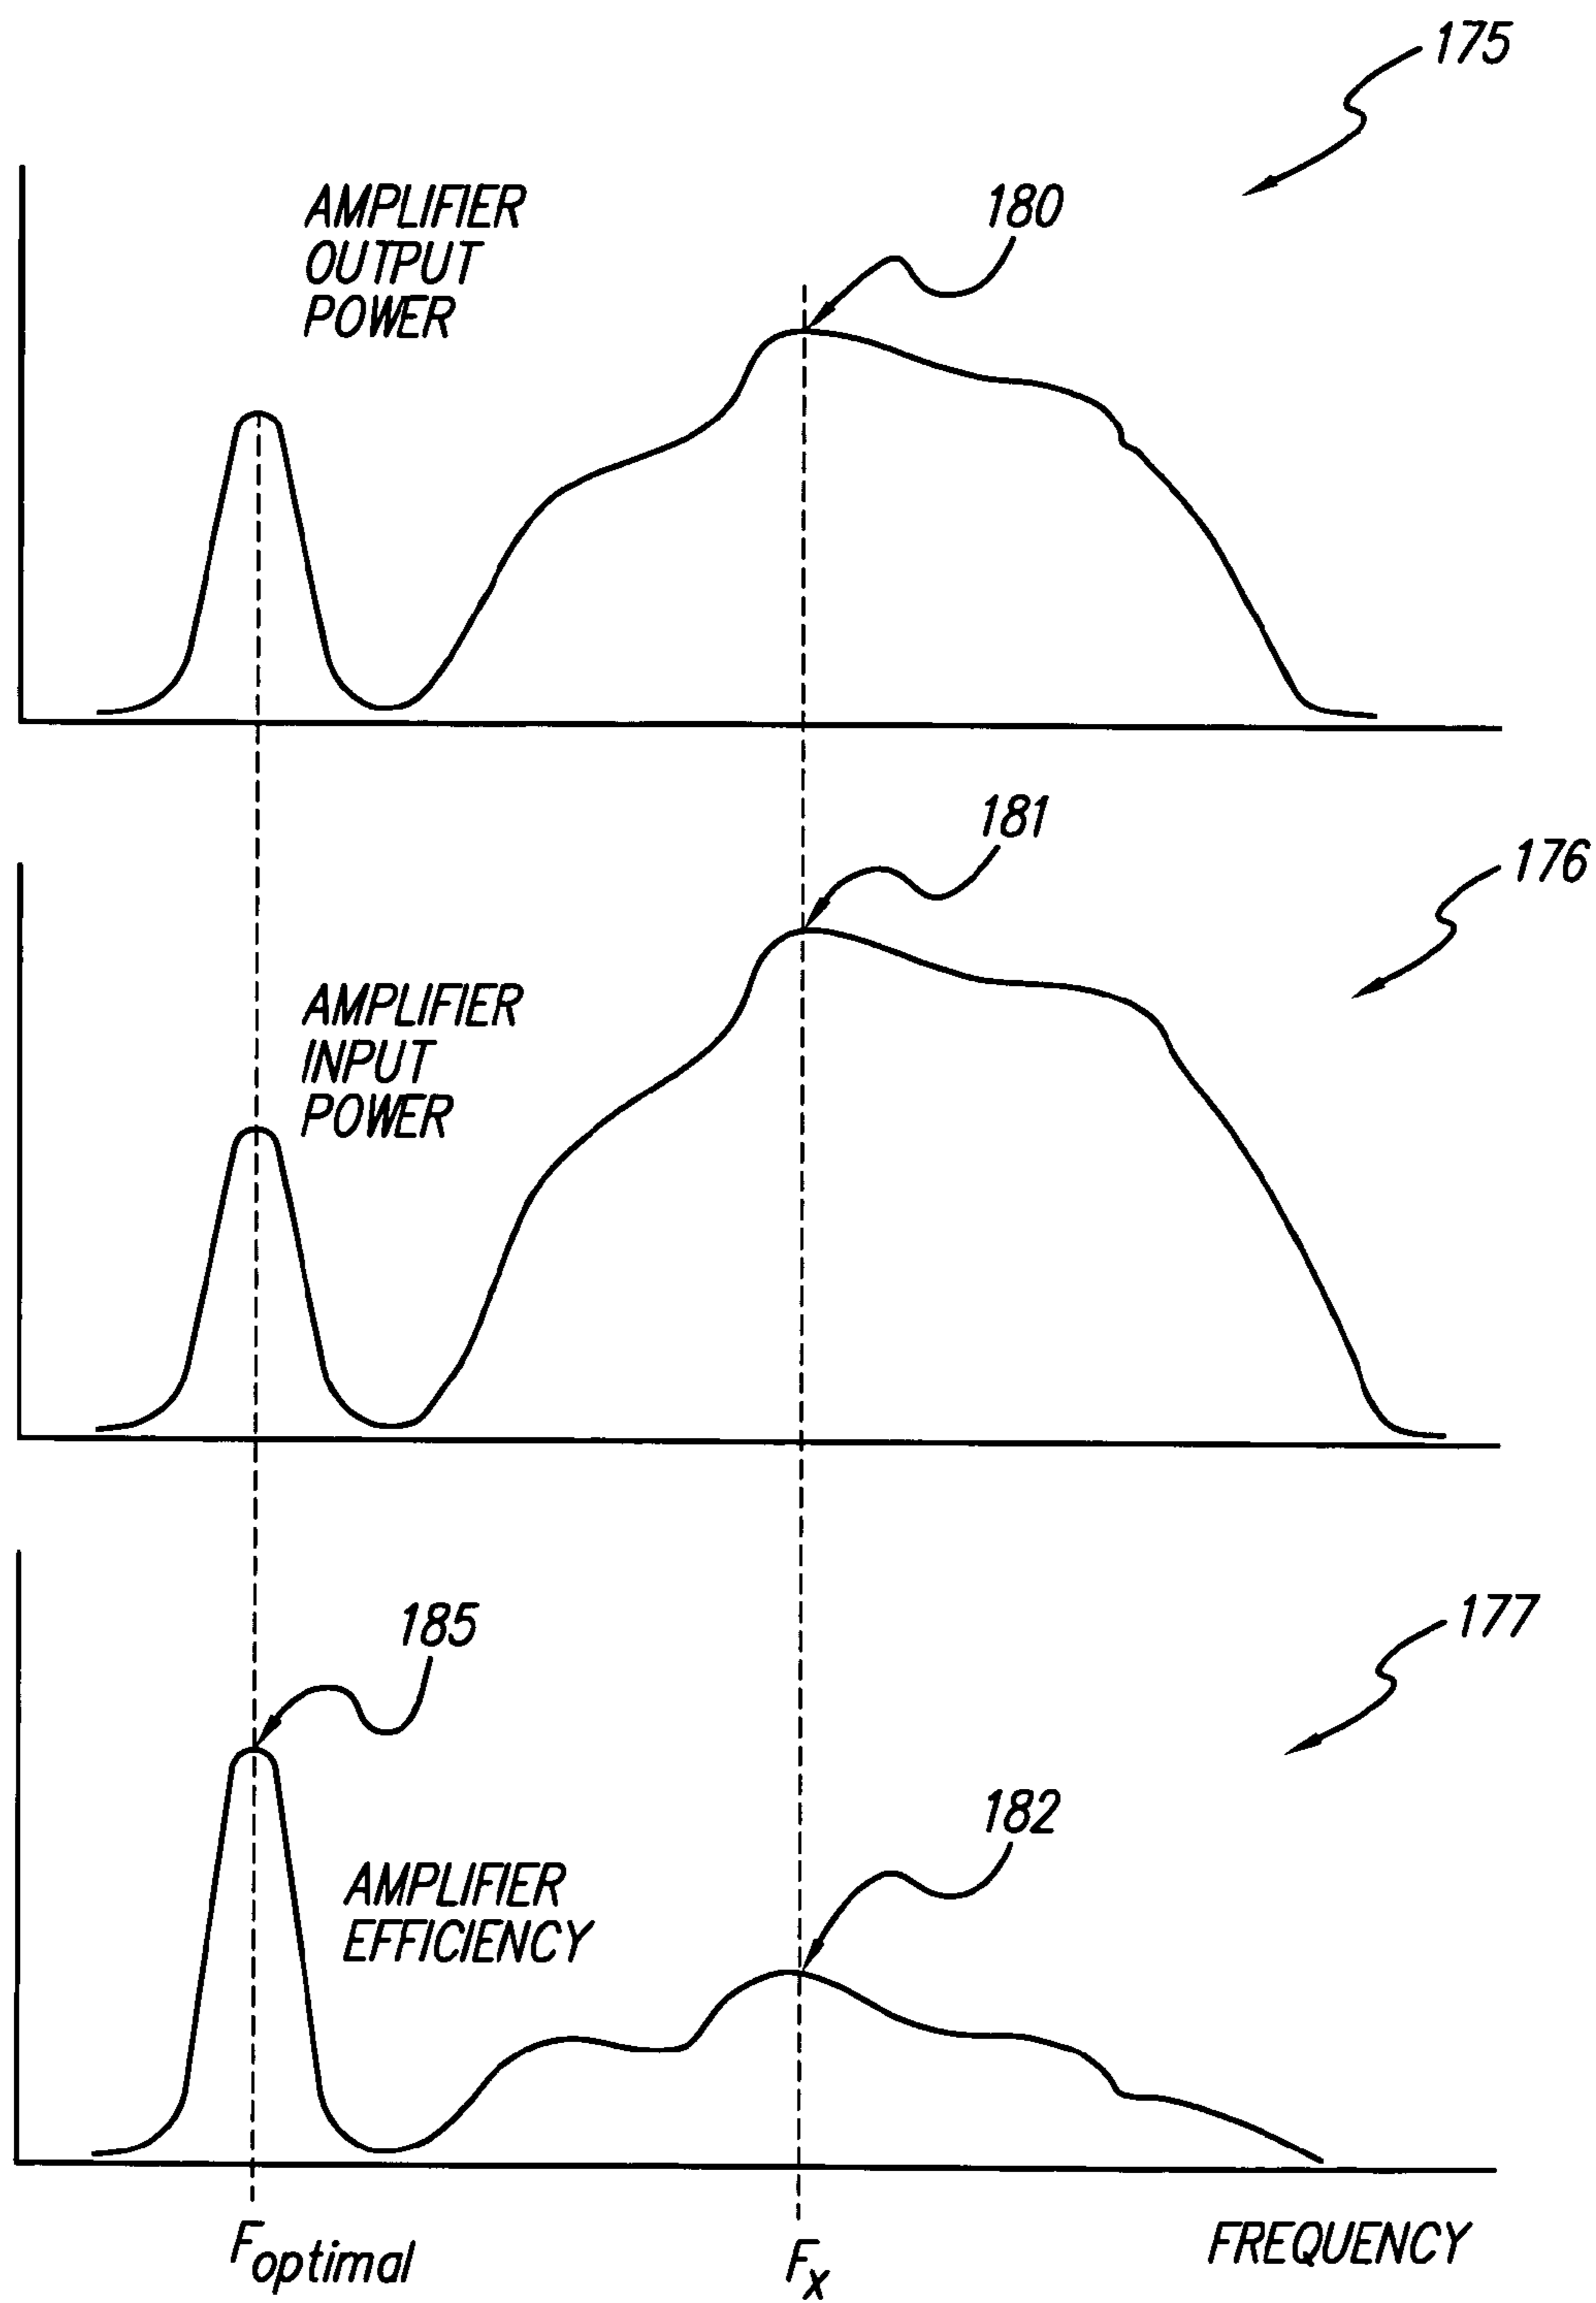 175
AMPLIFIER
OUTPUT
POWER
180
181
176
AMPLIFIER
INPUT
POWER
185
177
182
AMPLIFIER
EFFICIENCY
Foptimal
Fx
FREQUENCY